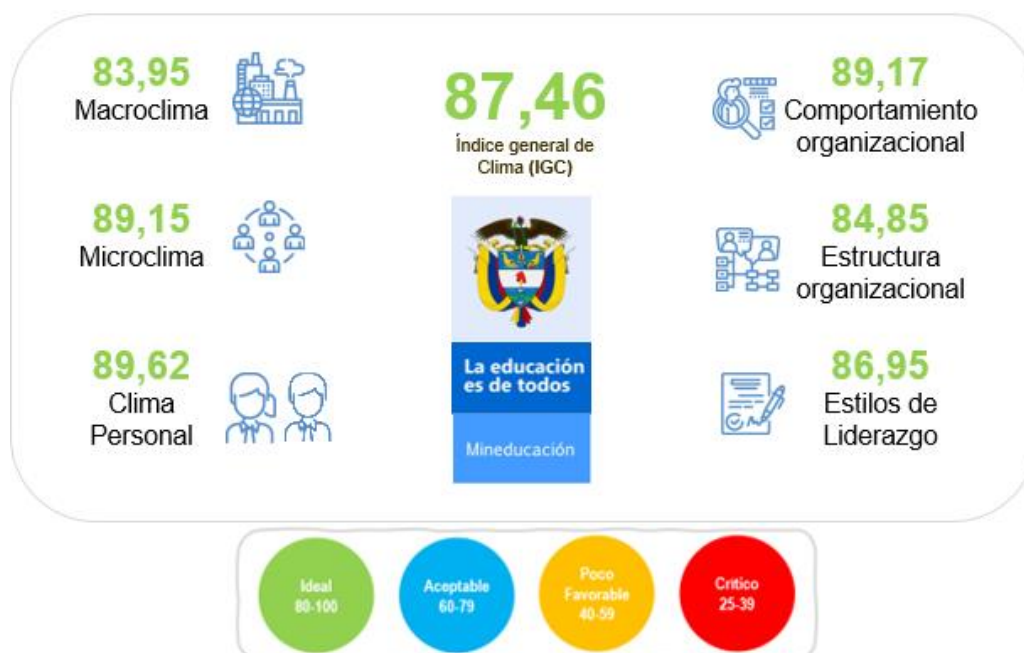 83,95
Macroclima
89,15
Microclima
89,62
Clima
Personal
87,46
Índice general de
Clima (IGC)
La educación
es de todos
Mineducación
89,17
Comportamiento
organizacional
84,85
Estructura
organizacional
86,95
Estilos de
Liderazgo
Ideal
80-100
Aceptable
60-79
Poco
Favorable
40-59
Critico
25-39